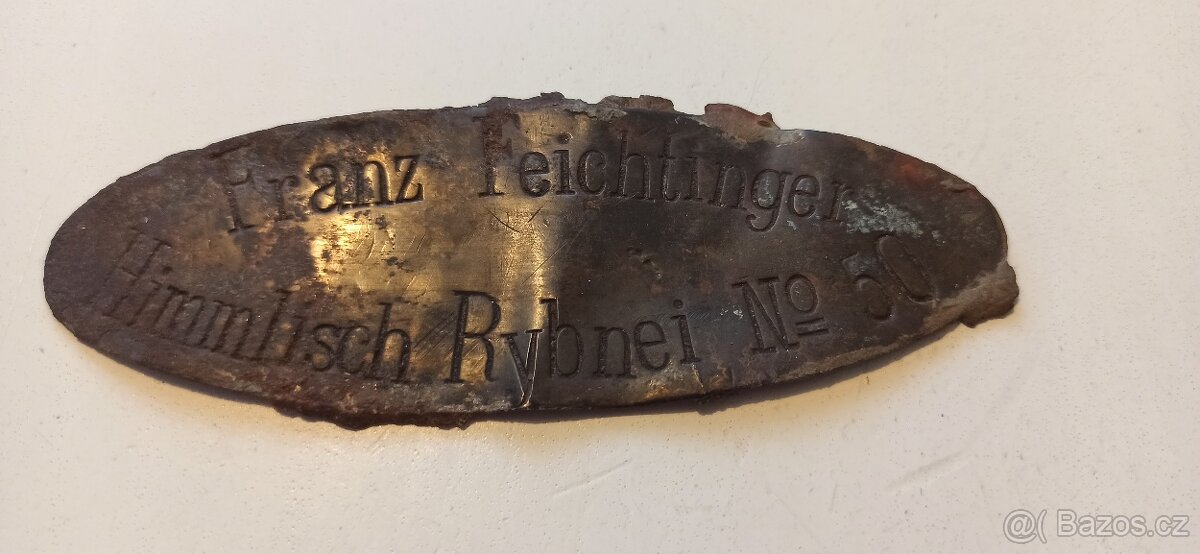 Franz Feichtinger
Himmlisch Rybnei No 50
@( Bazos.cz